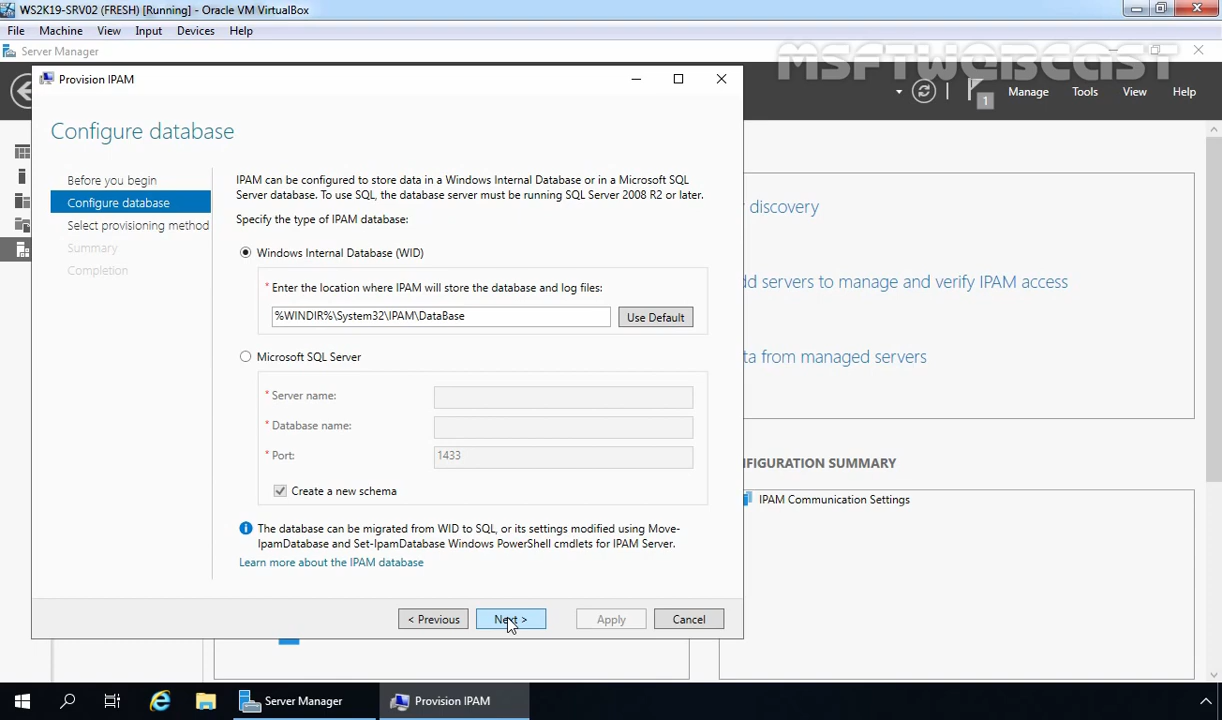 WS2K19-SRV02 (FRESH) [Running] - Oracle VM VirtualBox
File Machine View Input Devices Help
Server Manager
MSFTWEBCAST
Provision IPAM
1 Manage Tools View Help
Configure database
Before you begin
Configure database
Select provisioning method
Summary
Completion
IPAM can be configured to store data in a Windows Internal Database or in a Microsoft SQL
Server database. To use SQL, the database server must be running SQL Server 2008 R2 or later.
Specify the type of IPAM database:
Windows Internal Database (WID)
* Enter the location where IPAM will store the database and log files:
%WINDIR%\System32\IPAM\DataBase
Use Default
Microsoft SQL Server
* Server name:
* Database name:
* Port: 1433
Create a new schema
The database can be migrated from WID to SQL, or its settings modified using Move-
IpamDatabase and Set-IpamDatabase Windows PowerShell cmdlets for IPAM Server.
Learn more about the IPAM database
< Previous Next > Apply Cancel
discovery
dd servers to manage and verify IPAM access
ta from managed servers
FIGURATION SUMMARY
IPAM Communication Settings
Server Manager Provision IPAM